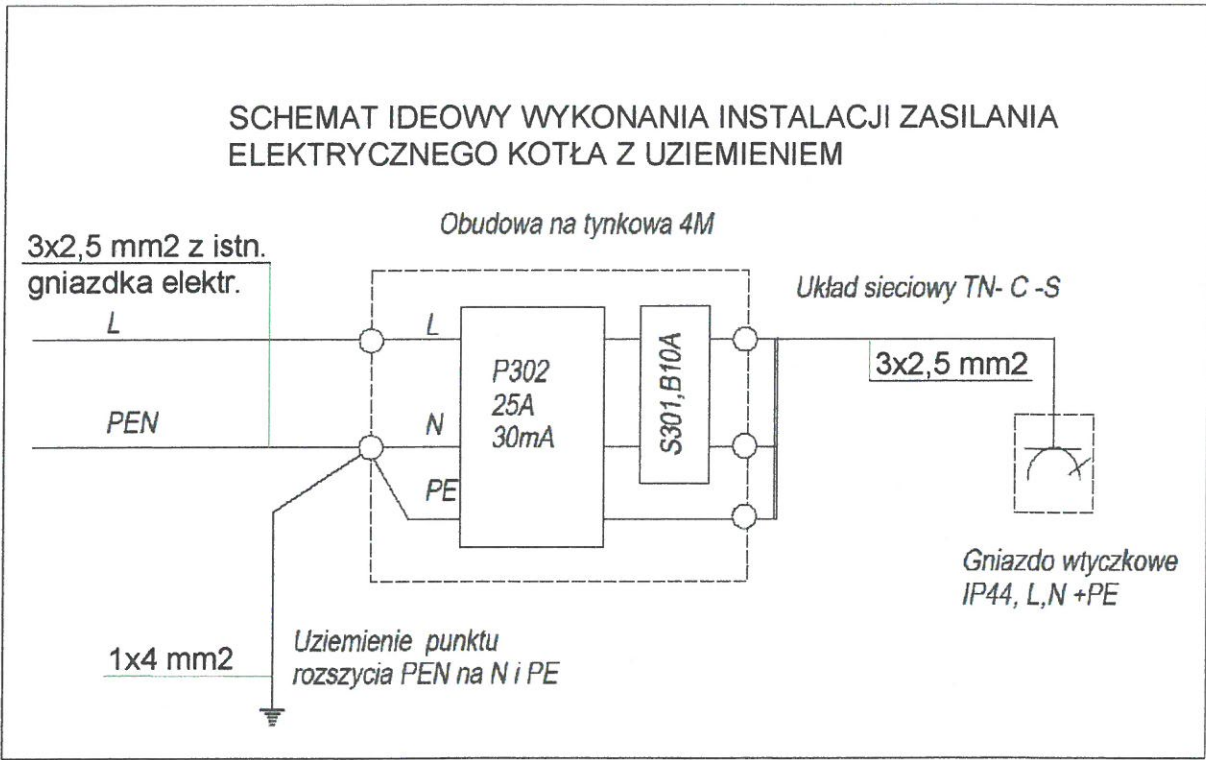 SCHEMAT IDEOWY WYKONANIA INSTALACJI ZASILANIA
ELEKTRYCZNEGO KOTŁA Z UZIEMIENIEM
Obudowa na tynkowa 4M
3x2,5 mm2 z istn.
gniazdka elektr.
Układ sieciowy TN- C -S
L
L
P302
25A
30mA
S301,B10A
3x2,5 mm2
PEN
N
PE
Gniazdo wtyczkowe
IP44, L,N +PE
1x4 mm2
Uziemienie punktu
rozszycia PEN na N i PE